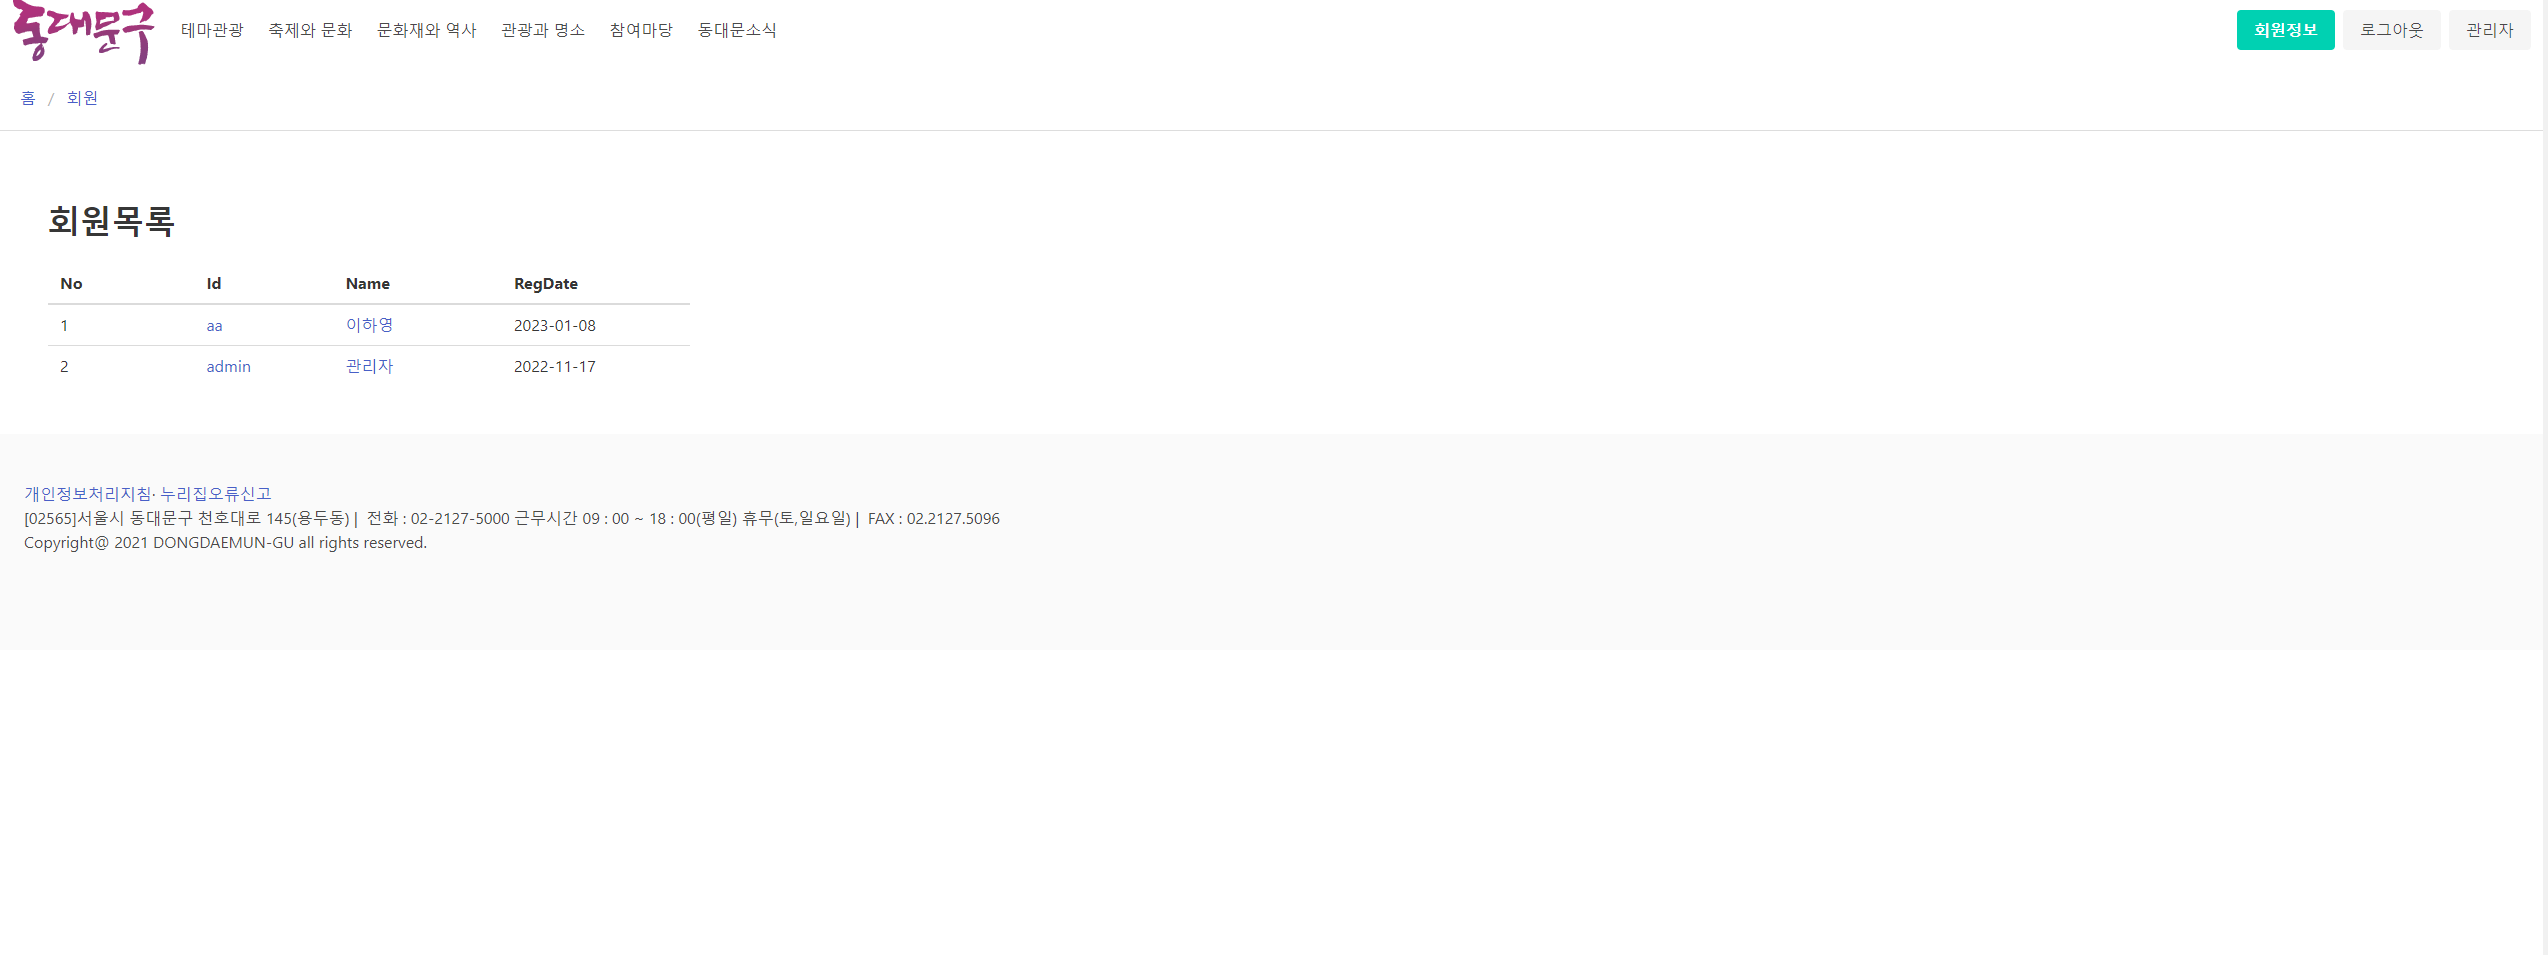 동대문구 테마관광 축제와 문화 문화재와 역사 관광과 명소 참여마당 동대문소식 회원정보 로그아웃 관리자
홈 / 회원
회원목록
No Id Name RegDate
1 aa 이하영 2023-01-08
2 admin 관리자 2022-11-17
개인정보처리지침· 누리집오류신고
[02565]서울시 동대문구 천호대로 145(용두동) | 전화 : 02-2127-5000 근무시간 09 : 00 ~ 18 : 00(평일) 휴무(토,일요일) | FAX : 02.2127.5096
Copyright@ 2021 DONGDAEMUN-GU all rights reserved.